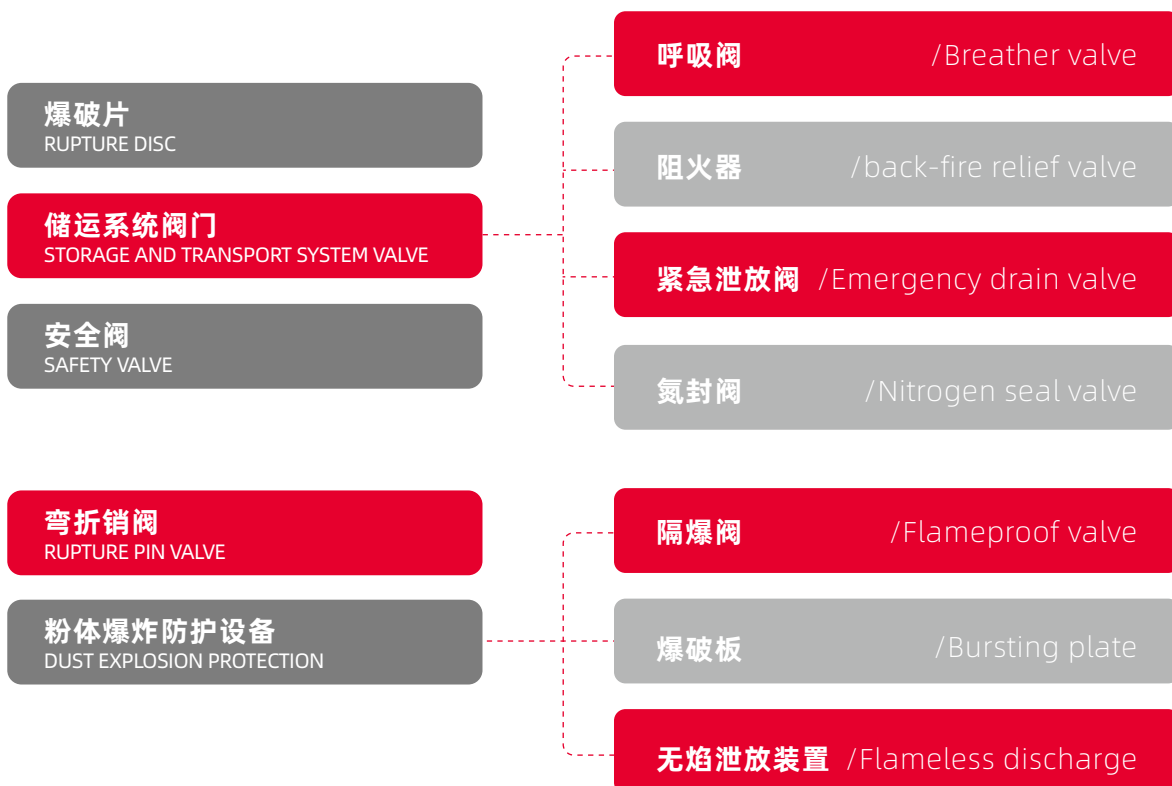 爆破片
RUPTURE DISC
储运系统阀门
STORAGE AND TRANSPORT SYSTEM VALVE
安全阀
SAFETY VALVE
呼吸阀 /Breather valve
阻火器 /back-fire relief valve
紧急泄放阀 /Emergency drain valve
氮封阀 /Nitrogen seal valve
弯折销阀
RUPTURE PIN VALVE
粉体爆炸防护设备
DUST EXPLOSION PROTECTION
隔爆阀 /Flameproof valve
爆破板 /Bursting plate
无焰泄放装置 /Flameless discharge